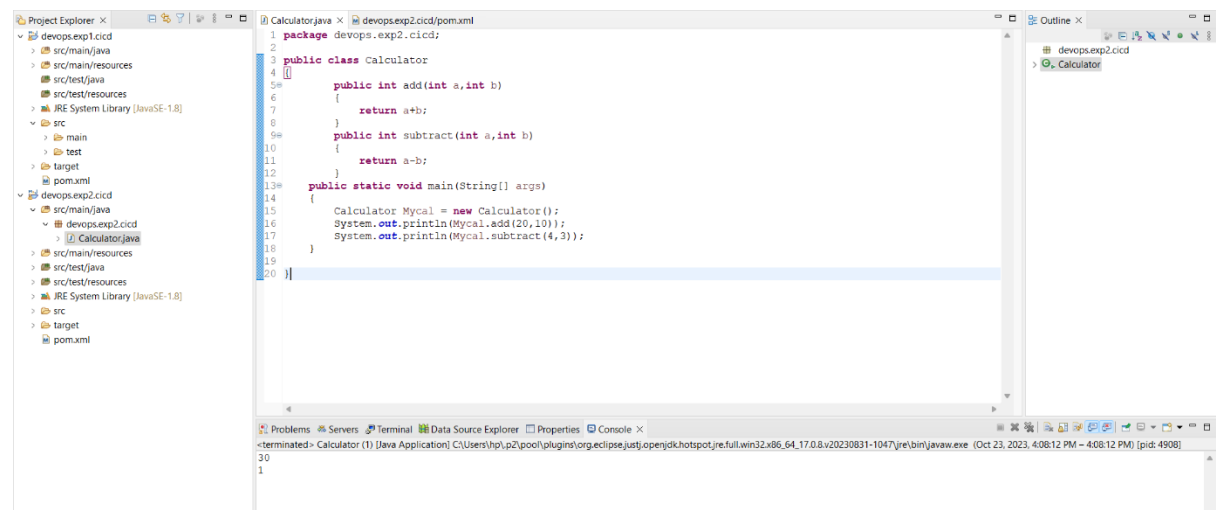 Project Explorer ×
devops.exp1.cicd
src/main/java
src/main/resources
src/test/java
src/test/resources
JRE System Library [JavaSE-1.8]
src
main
test
target
pom.xml
devops.exp2.cicd
src/main/java
devops.exp2.cicd
Calculator.java
src/main/resources
src/test/java
src/test/resources
JRE System Library [JavaSE-1.8]
src
target
pom.xml
Calculator.java × devops.exp2.cicd/pom.xml
1 package devops.exp2.cicd;
2
3 public class Calculator
4 {
5 public int add(int a,int b)
6 {
7 return a+b;
8 }
9 public int subtract(int a,int b)
10 {
11 return a-b;
12 }
13 public static void main(String[] args)
14 {
15 Calculator Mycal = new Calculator();
16 System.out.println(Mycal.add(20,10));
17 System.out.println(Mycal.subtract(4,3));
18 }
19
20 }
Outline ×
devops.exp2.cicd
Calculator
Problems Servers Terminal Data Source Explorer Properties Console ×
<terminated> Calculator (1) [Java Application] C:\Users\hp\.p2\pool\plugins\org.eclipse.justj.openjdk.hotspot.jre.full.win32.x86_64_17.0.8.v20230831-1047\jre\bin\javaw.exe (Oct 23, 2023, 4:08:12 PM – 4:08:12 PM) [pid: 4908]
30
1